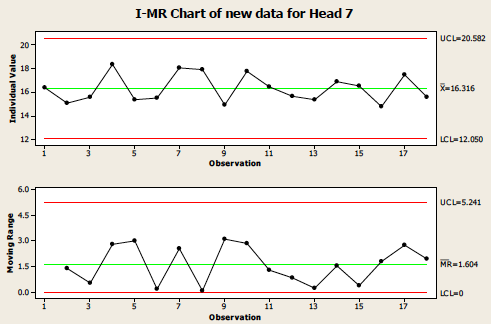 I-MR Chart of new data for Head 7
Individual Value
20
18
16
14
12
UCL=20.582
X̅=16.316
LCL=12.050
1 3 5 7 9 11 13 15 17
Observation
Moving Range
6.0
4.5
3.0
1.5
0.0
UCL=5.241
M̅R̅=1.604
LCL=0
1 3 5 7 9 11 13 15 17
Observation